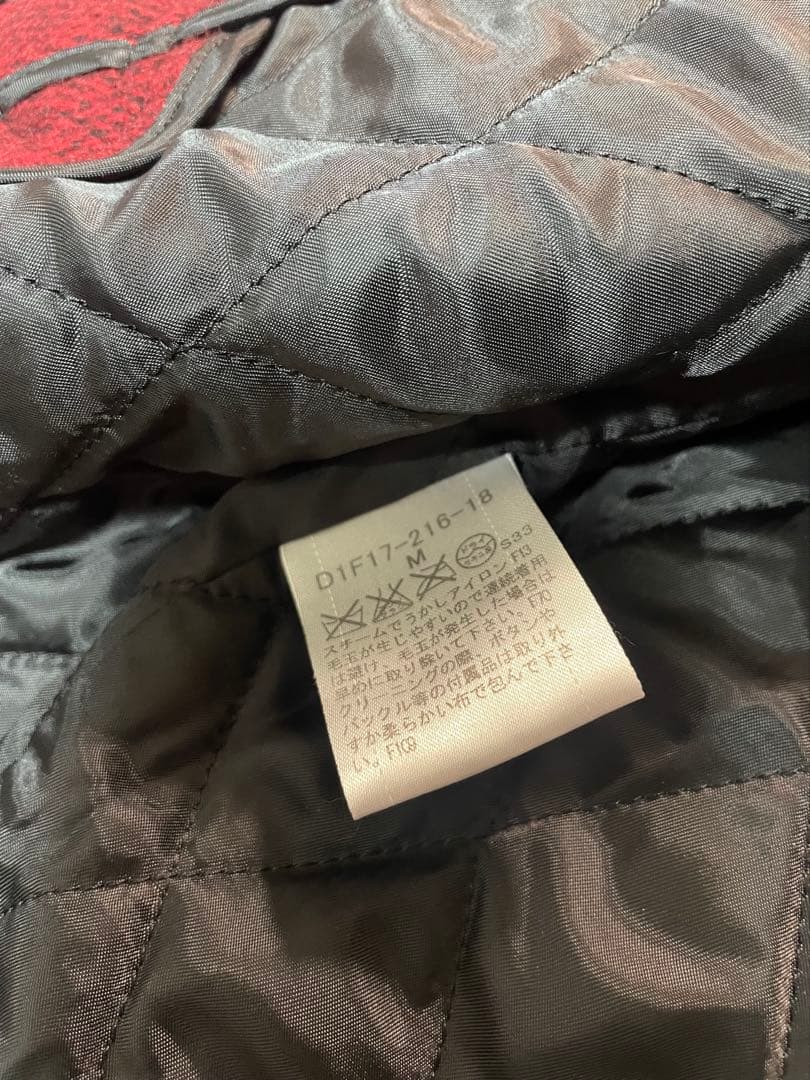 D1F17-216-18
M
ドライ S33
スチームでうかしアイロン F13
毛玉が生じやすいので連続着用
は避け、毛玉が発生した場合は
早めに取り除いて下さい。F70
クリーニングの際、ボタンや
バックル等の付属品は取り外
すか柔らかい布で包んで下さ
い。F109